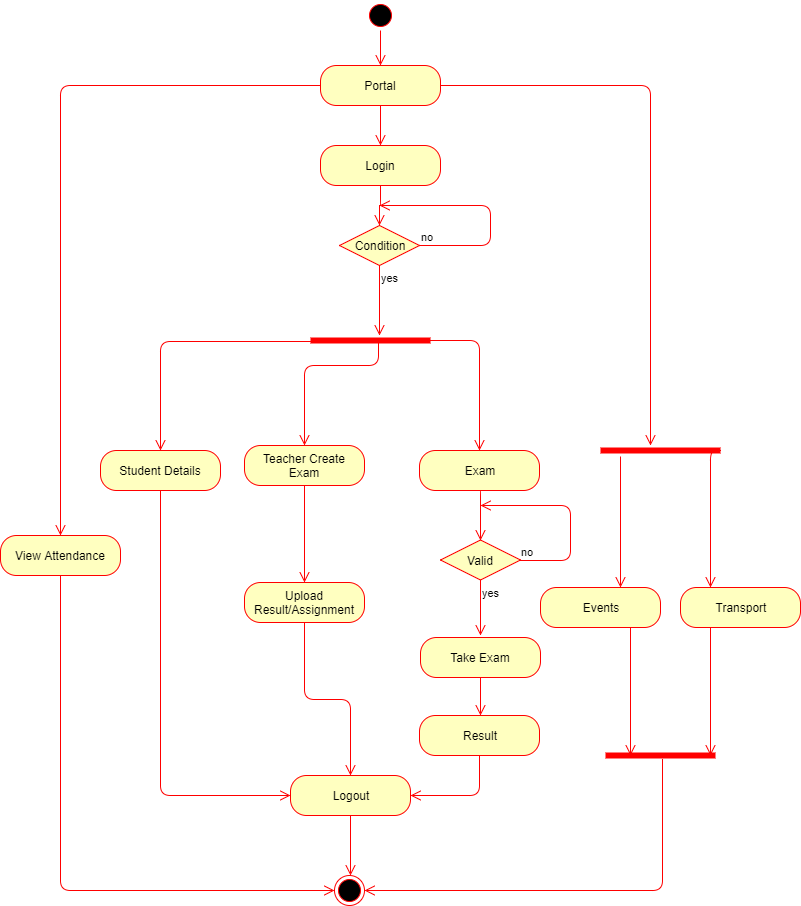 Portal
Login
Condition
no
yes
Student Details
Teacher Create
Exam
Exam
View Attendance
Valid
no
yes
Upload
Result/Assignment
Events
Transport
Take Exam
Result
Logout